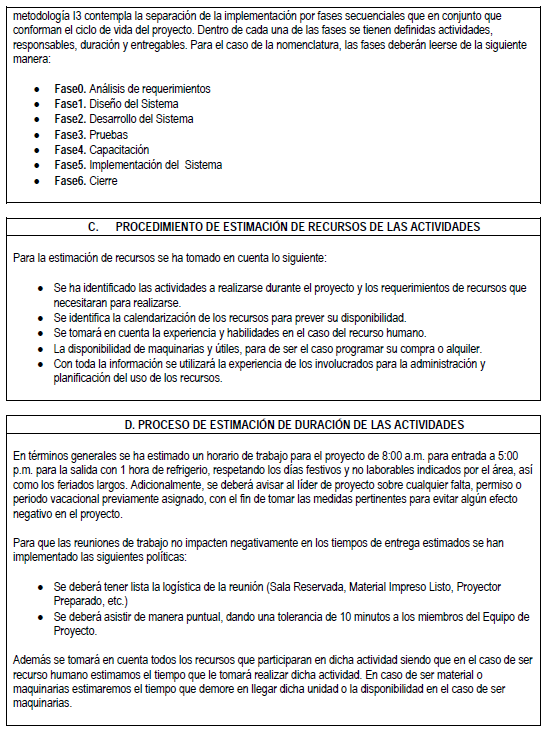 metodología I3 contempla la separación de la implementación por fases secuenciales que en conjunto que
conforman el ciclo de vida del proyecto. Dentro de cada una de las fases se tienen definidas actividades,
responsables, duración y entregables. Para el caso de la nomenclatura, las fases deberán leerse de la siguiente
manera:
• Fase0. Análisis de requerimientos
• Fase1. Diseño del Sistema
• Fase2. Desarrollo del Sistema
• Fase3. Pruebas
• Fase4. Capacitación
• Fase5. Implementación del Sistema
• Fase6. Cierre
C. PROCEDIMIENTO DE ESTIMACIÓN DE RECURSOS DE LAS ACTIVIDADES
Para la estimación de recursos se ha tomado en cuenta lo siguiente:
• Se ha identificado las actividades a realizarse durante el proyecto y los requerimientos de recursos que
necesitaran para realizarse.
• Se identifica la calendarización de los recursos para prever su disponibilidad.
• Se tomará en cuenta la experiencia y habilidades en el caso del recurso humano.
• La disponibilidad de maquinarias y útiles, para de ser el caso programar su compra o alquiler.
• Con toda la información se utilizará la experiencia de los involucrados para la administración y
planificación del uso de los recursos.
D. PROCESO DE ESTIMACIÓN DE DURACIÓN DE LAS ACTIVIDADES
En términos generales se ha estimado un horario de trabajo para el proyecto de 8:00 a.m. para entrada a 5:00
p.m. para la salida con 1 hora de refrigerio, respetando los días festivos y no laborables indicados por el área, así
como los feriados largos. Adicionalmente, se deberá avisar al líder de proyecto sobre cualquier falta, permiso o
periodo vacacional previamente asignado, con el fin de tomar las medidas pertinentes para evitar algún efecto
negativo en el proyecto.
Para que las reuniones de trabajo no impacten negativamente en los tiempos de entrega estimados se han
implementado las siguientes políticas:
• Se deberá tener lista la logística de la reunión (Sala Reservada, Material Impreso Listo, Proyector
Preparado, etc.)
• Se deberá asistir de manera puntual, dando una tolerancia de 10 minutos a los miembros del Equipo de
Proyecto.
Además se tomará en cuenta todos los recursos que participaran en dicha actividad siendo que en el caso de ser
recurso humano estimamos el tiempo que le tomará realizar dicha actividad. En caso de ser material o
maquinarias estimaremos el tiempo que demore en llegar dicha unidad o la disponibilidad en el caso de ser
maquinarias.